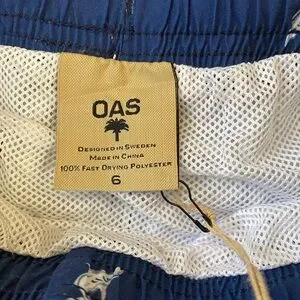 OAS
DESIGNED IN SWEDEN
MADE IN CHINA
100% FAST DRYING POLYESTER
6